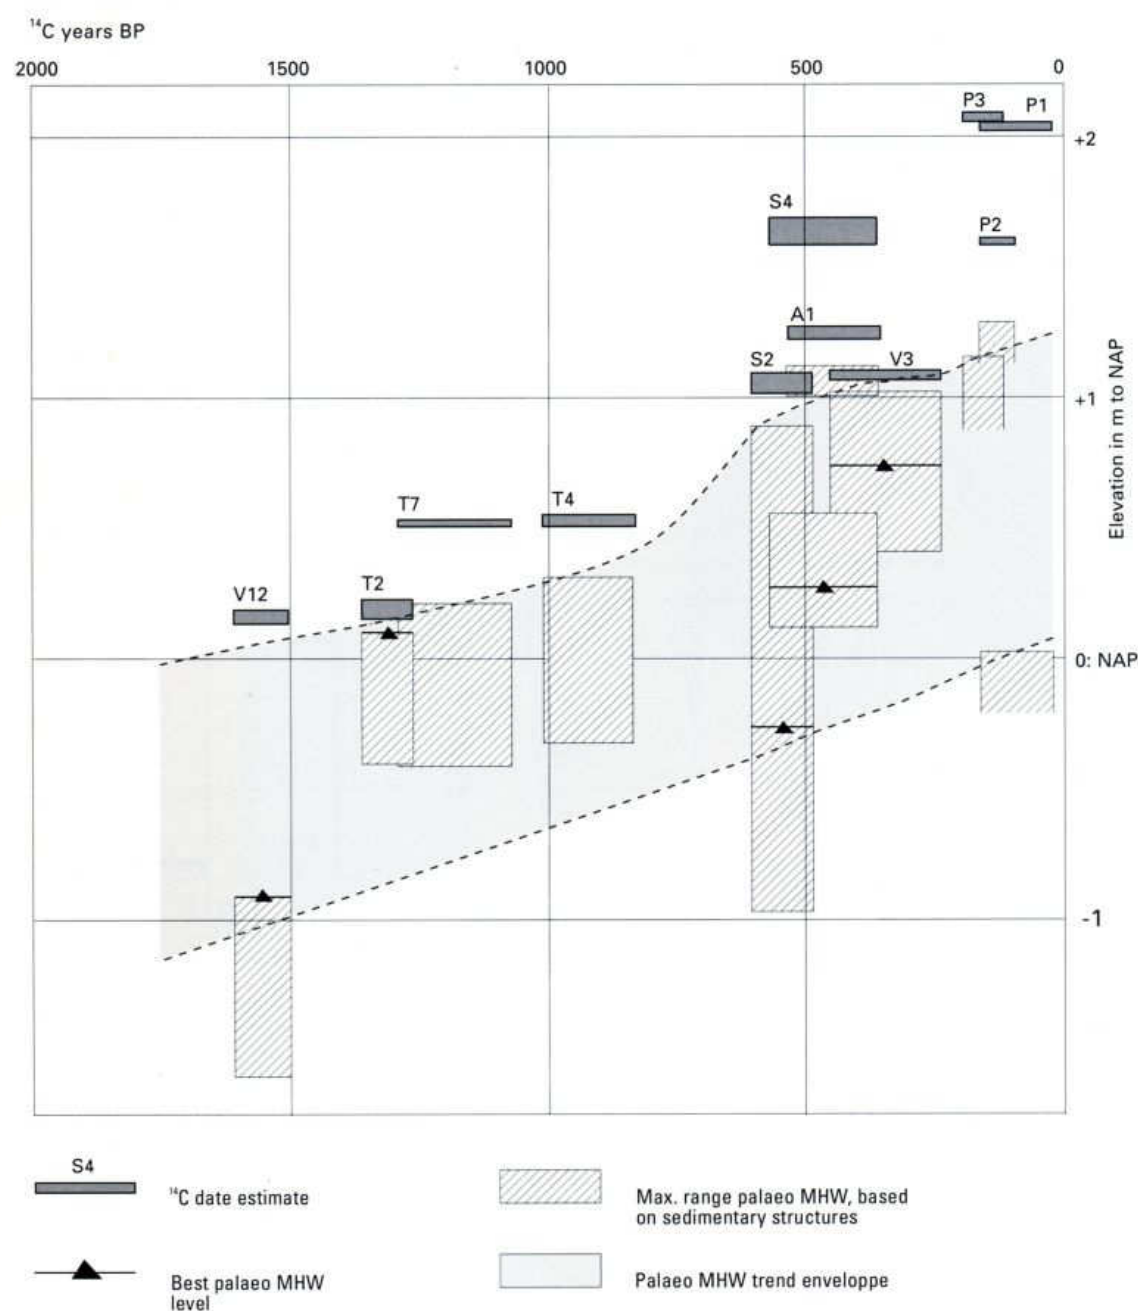 ¹⁴C years BP
2000 1500 1000 500 0
P3 P1
+2
S4
P2
A1
S2 V3
+1
Elevation in m to NAP
T7 T4
V12 T2
0: NAP
-1
S4
¹⁴C date estimate
Max. range palaeo MHW, based
on sedimentary structures
Best palaeo MHW
level
Palaeo MHW trend enveloppe